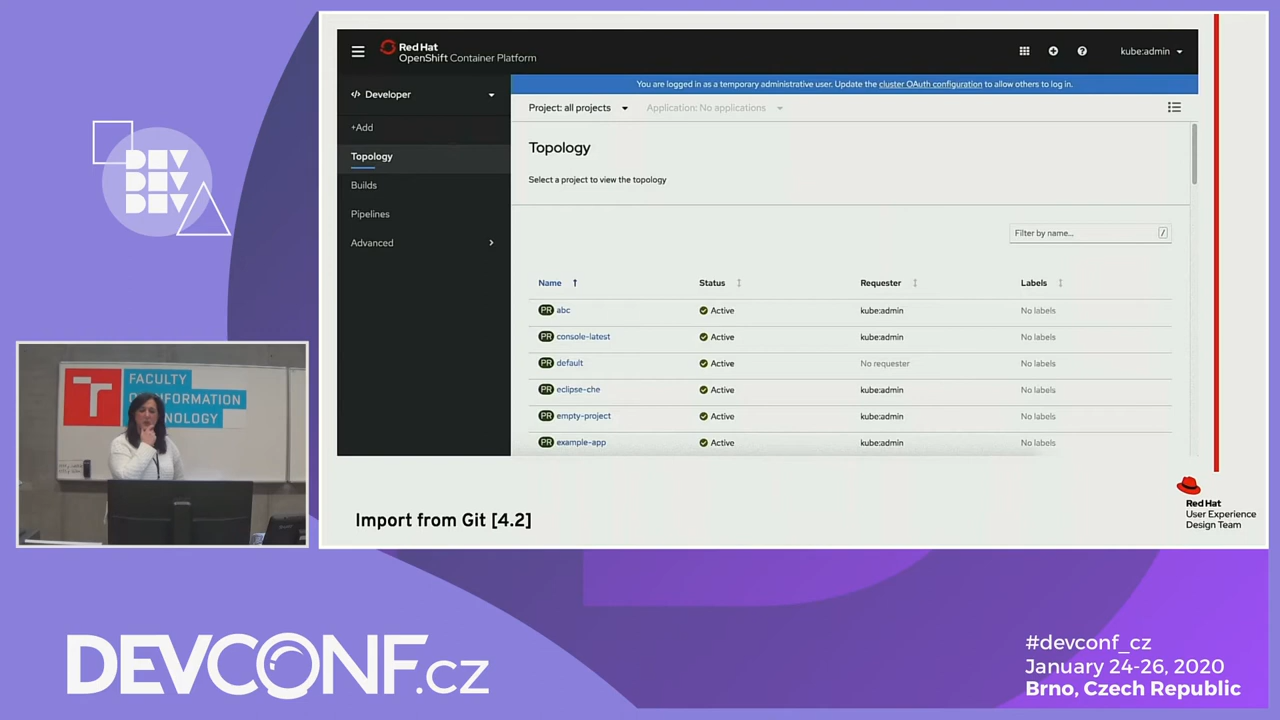 DEV
DEV
DEV
FACULTY
OF INFORMATION
TECHNOLOGY
DEVCONF.cz
Red Hat
OpenShift Container Platform
kube:admin
You are logged in as a temporary administrative user. Update the cluster OAuth configuration to allow others to log in.
</> Developer
Project: all projects
Application: No applications
+Add
Topology
Builds
Pipelines
Advanced
Topology
Select a project to view the topology
Filter by name... /
Name Status Requester Labels
PR abc Active kube:admin No labels
PR console-latest Active kube:admin No labels
PR default Active No requester No labels
PR eclipse-che Active kube:admin No labels
PR empty-project Active kube:admin No labels
PR example-app Active kube:admin No labels
Import from Git [4.2]
Red Hat
User Experience
Design Team
#devconf_cz
January 24-26, 2020
Brno, Czech Republic